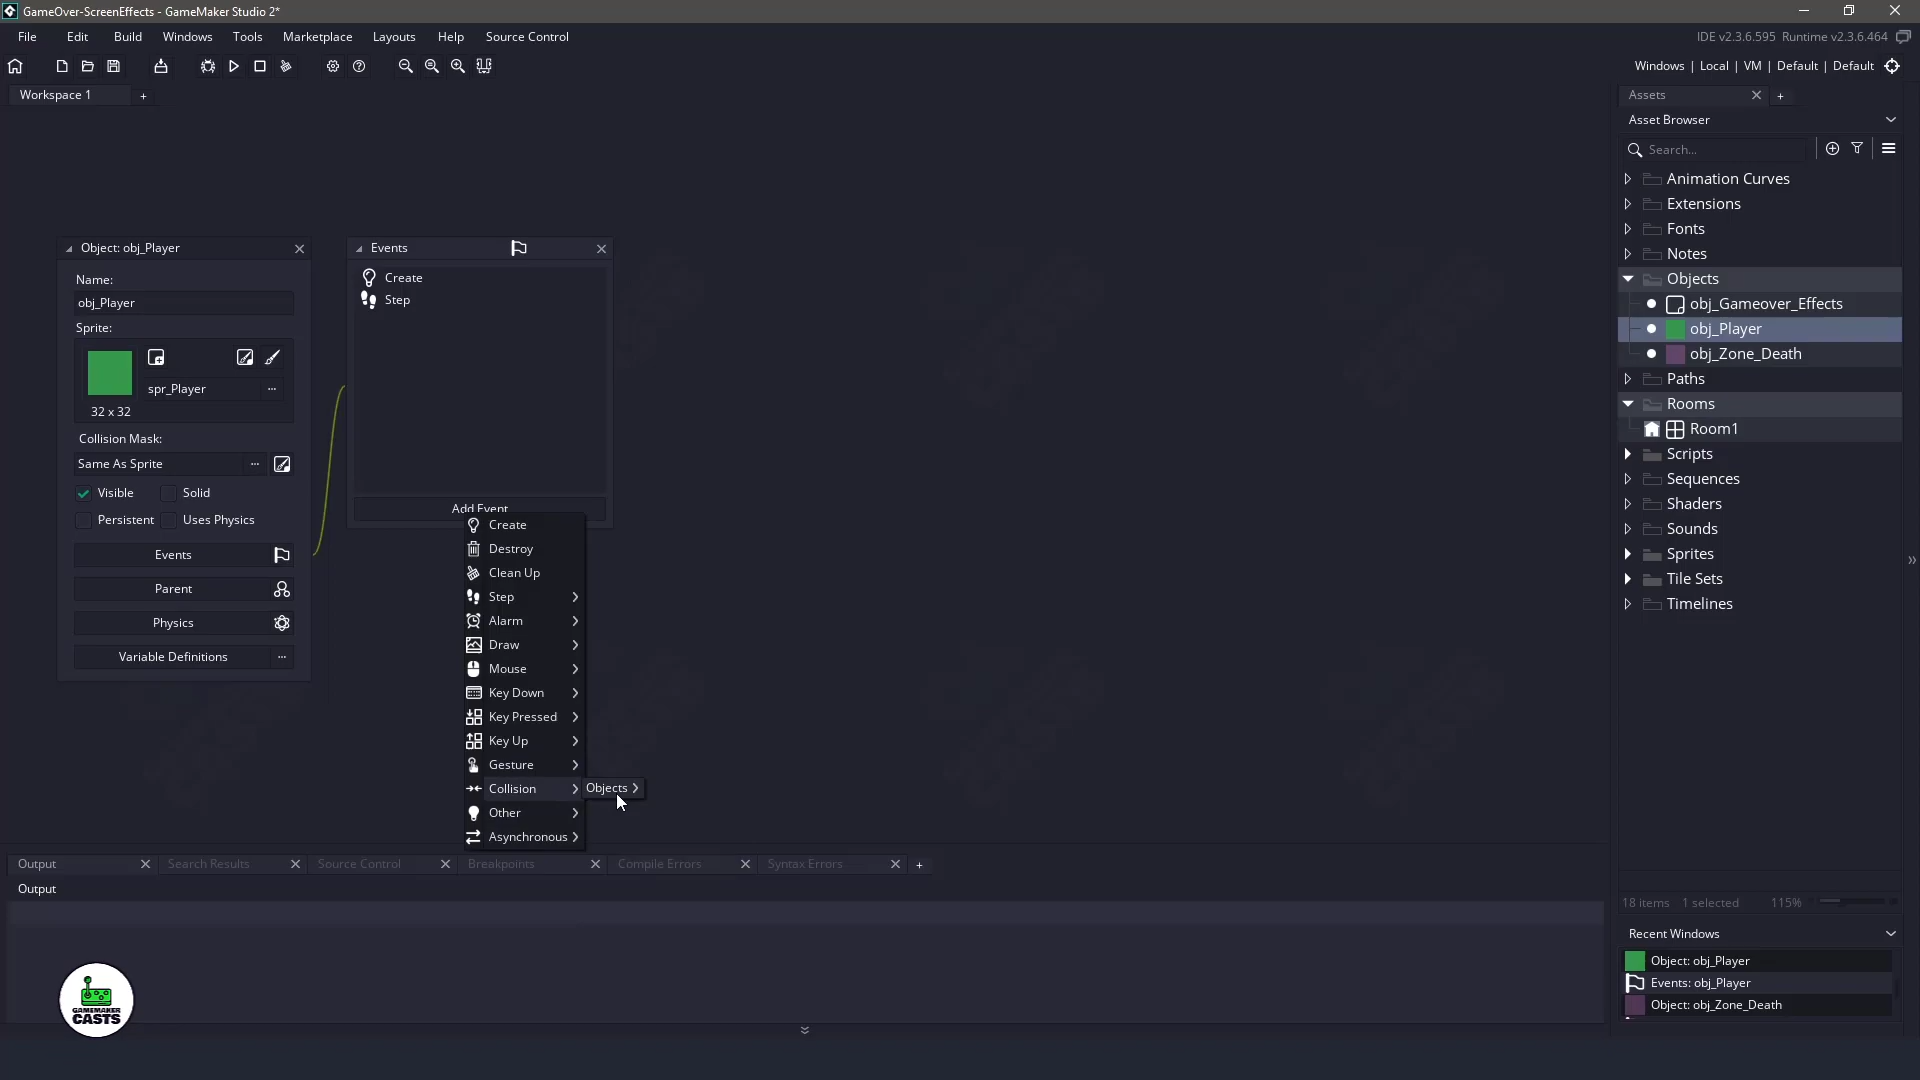 GameOver-ScreenEffects - GameMaker Studio 2*
File Edit Build Windows Tools Marketplace Layouts Help Source Control
IDE v2.3.6.595 Runtime v2.3.6.464
Windows | Local | VM | Default | Default
Workspace 1 +
Object: obj_Player
Name:
obj_Player
Sprite:
spr_Player ...
32 x 32
Collision Mask:
Same As Sprite ...
Visible Solid
Persistent Uses Physics
Events
Parent
Physics
Variable Definitions ...
Events
Create
Step
Add Event
Create
Destroy
Clean Up
Step
Alarm
Draw
Mouse
Key Down
Key Pressed
Key Up
Gesture
Collision
Objects
Other
Asynchronous
Assets +
Asset Browser
Search...
Animation Curves
Extensions
Fonts
Notes
Objects
obj_Gameover_Effects
obj_Player
obj_Zone_Death
Paths
Rooms
Room1
Scripts
Sequences
Shaders
Sounds
Sprites
Tile Sets
Timelines
18 items 1 selected 115%
Recent Windows
Object: obj_Player
Events: obj_Player
Object: obj_Zone_Death
Output Search Results Source Control Breakpoints Compile Errors Syntax Errors +
Output
GAMEMAKER
CASTS